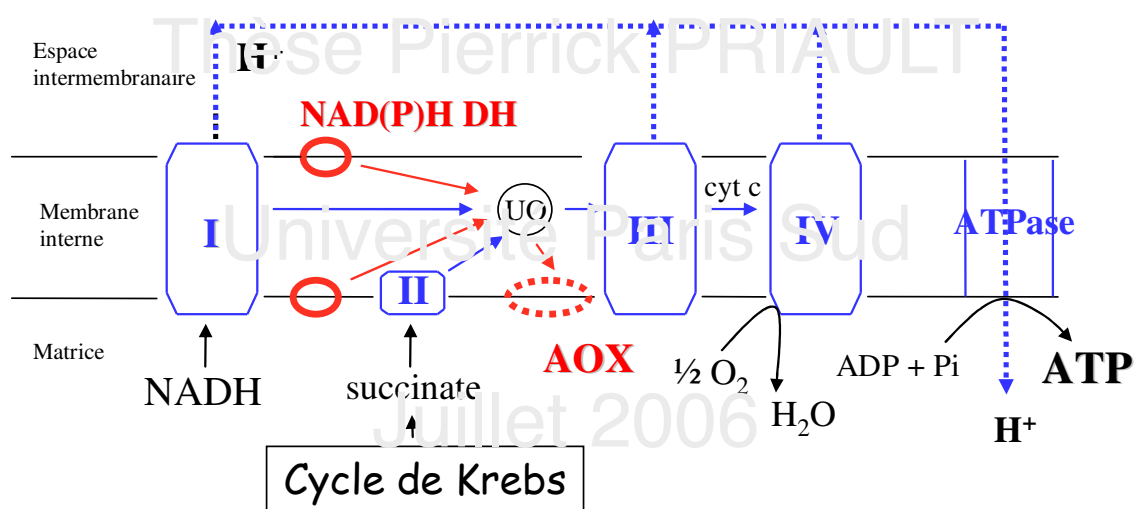 Thèse Pierrick PRIAULT
Espace
intermembranaire
H+
NAD(P)H DH
Membrane
interne
I
UQ
III
cyt c
IV
ATPase
Université Paris Sud
II
Matrice
AOX
NADH
succinate
½ O2
H2O
ADP + Pi
ATP
H+
Juillet 2006
Cycle de Krebs